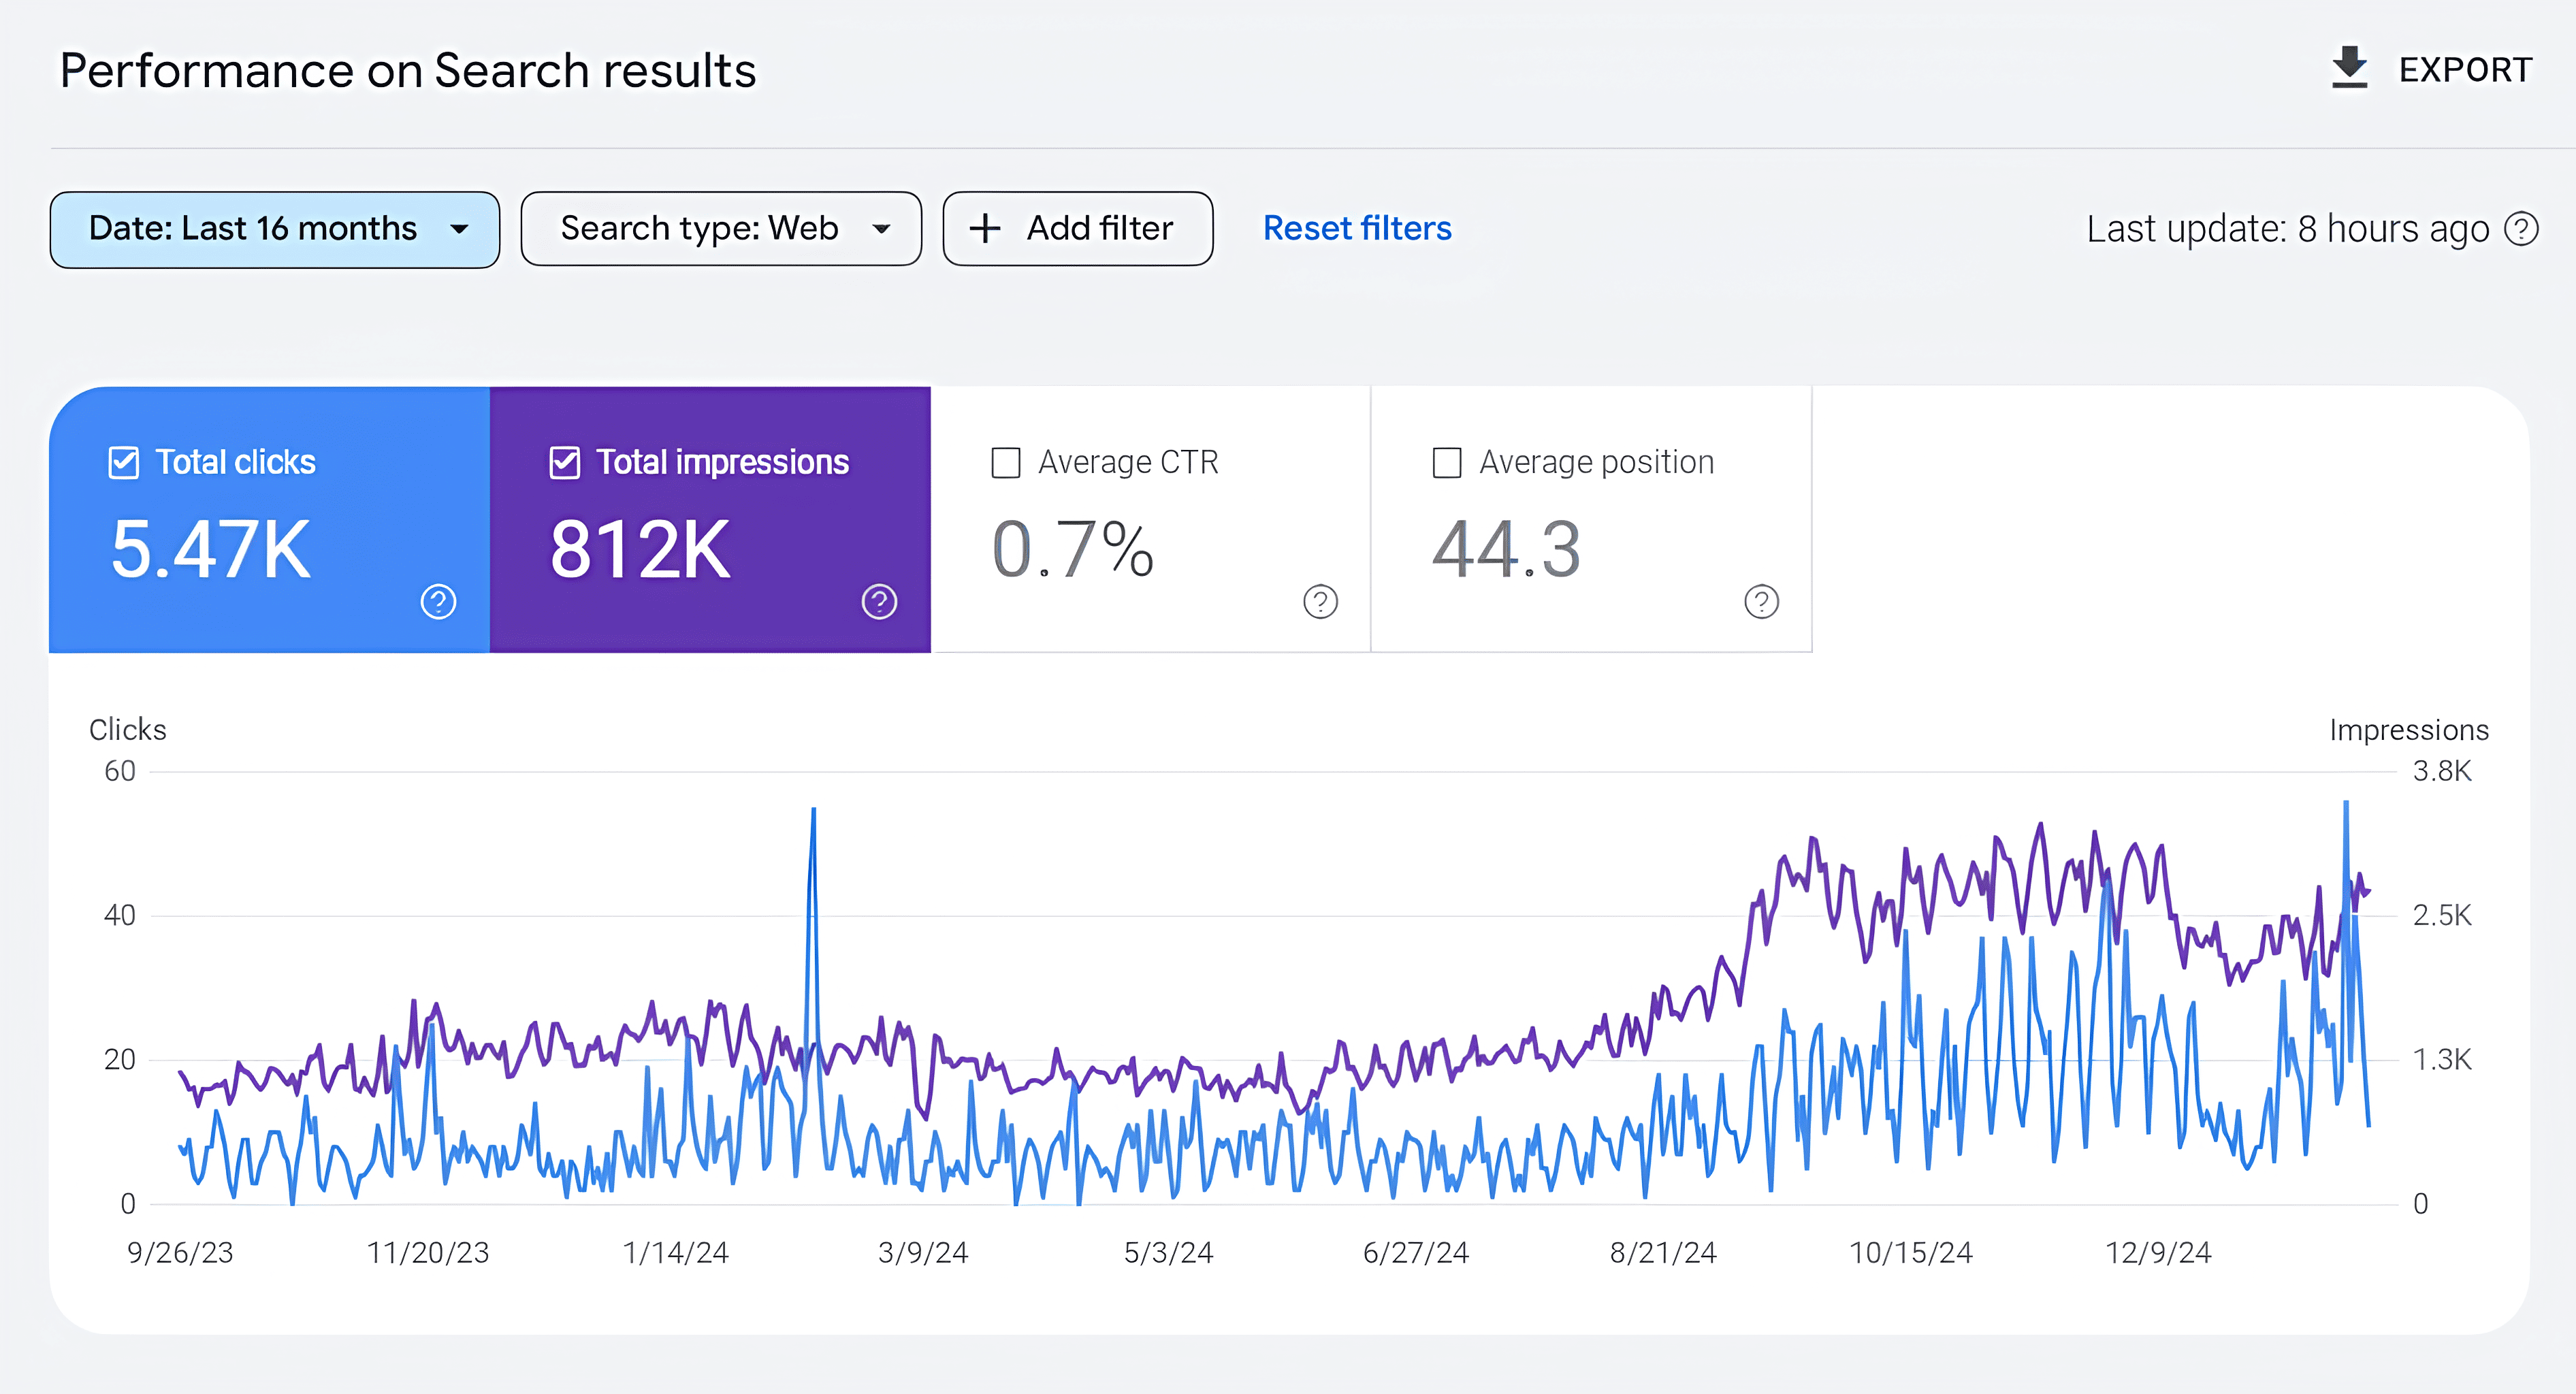 Performance on Search results
EXPORT
Date: Last 16 months
Search type: Web
+ Add filter
Reset filters
Last update: 8 hours ago
Total clicks
5.47K
Total impressions
812K
Average CTR
0.7%
Average position
44.3
Clicks
Impressions
60
3.8K
40
2.5K
20
1.3K
0
0
9/26/23
11/20/23
1/14/24
3/9/24
5/3/24
6/27/24
8/21/24
10/15/24
12/9/24